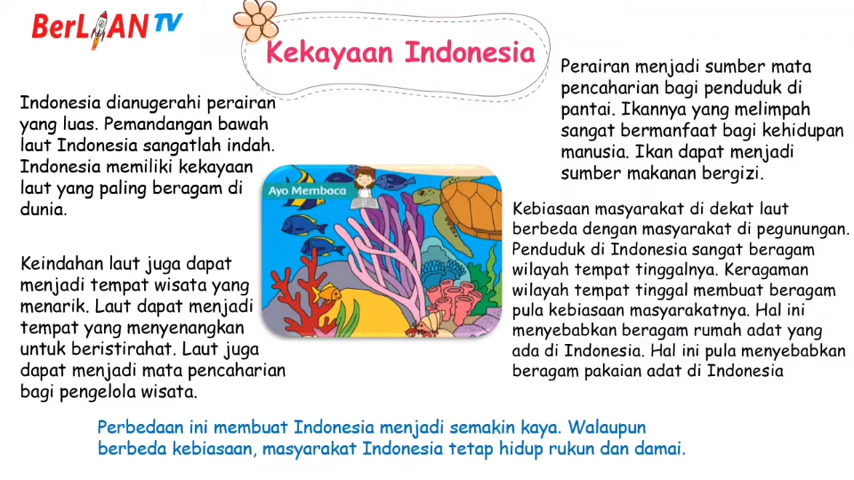 BerLIAN TV
Kekayaan Indonesia
Indonesia dianugerahi perairan
yang luas. Pemandangan bawah
laut Indonesia sangatlah indah.
Indonesia memiliki kekayaan
laut yang paling beragam di
dunia.
Keindahan laut juga dapat
menjadi tempat wisata yang
menarik. Laut dapat menjadi
tempat yang menyenangkan
untuk beristirahat. Laut juga
dapat menjadi mata pencaharian
bagi pengelola wisata.
Ayo Membaca
Perairan menjadi sumber mata
pencaharian bagi penduduk di
pantai. Ikannya yang melimpah
sangat bermanfaat bagi kehidupan
manusia. Ikan dapat menjadi
sumber makanan bergizi.
Kebiasaan masyarakat di dekat laut
berbeda dengan masyarakat di pegunungan.
Penduduk di Indonesia sangat beragam
wilayah tempat tinggalnya. Keragaman
wilayah tempat tinggal membuat beragam
pula kebiasaan masyarakatnya. Hal ini
menyebabkan beragam rumah adat yang
ada di Indonesia. Hal ini pula menyebabkan
beragam pakaian adat di Indonesia
Perbedaan ini membuat Indonesia menjadi semakin kaya. Walaupun
berbeda kebiasaan, masyarakat Indonesia tetap hidup rukun dan damai.